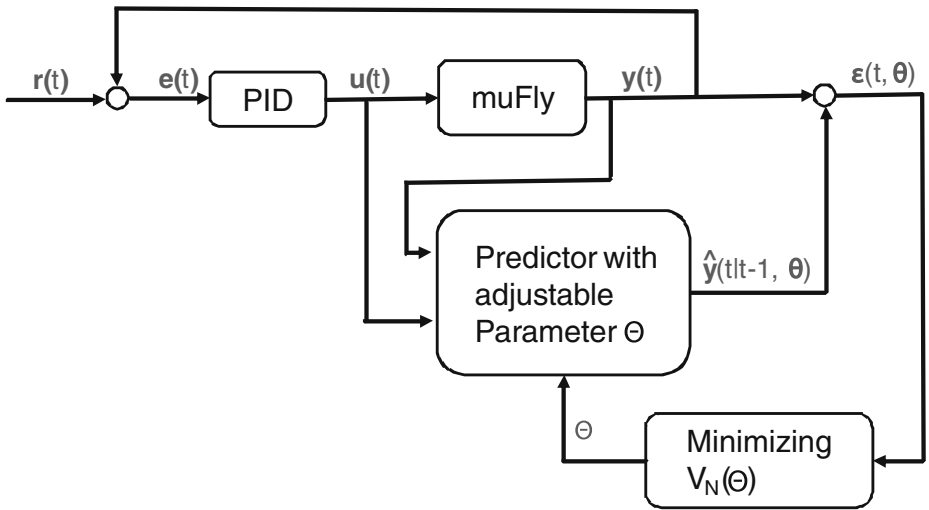 r(t)
e(t)
PID
u(t)
muFly
y(t)
ε(t, θ)
Predictor with
adjustable
Parameter Θ
ŷ(t|t-1, θ)
Θ
Minimizing
V_N(Θ)